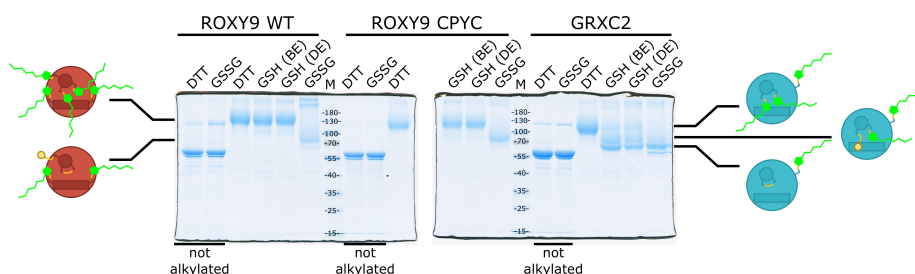 ROXY9 WT
ROXY9 CPYC
GRXC2
DTT
GSSG
DTT
GSH (BE)
GSH (DE)
GSSG
M
DTT
GSSG
DTT
GSH (BE)
GSH (DE)
GSSG
M
DTT
GSSG
DTT
GSH (BE)
GSH (DE)
GSSG
-180-
-130-
-100-
-70-
-55-
-40-
-35-
-25-
-15-
-180-
-130-
-100-
-70-
-55-
-40-
-35-
-25-
-15-
not
alkylated
not
alkylated
not
alkylated